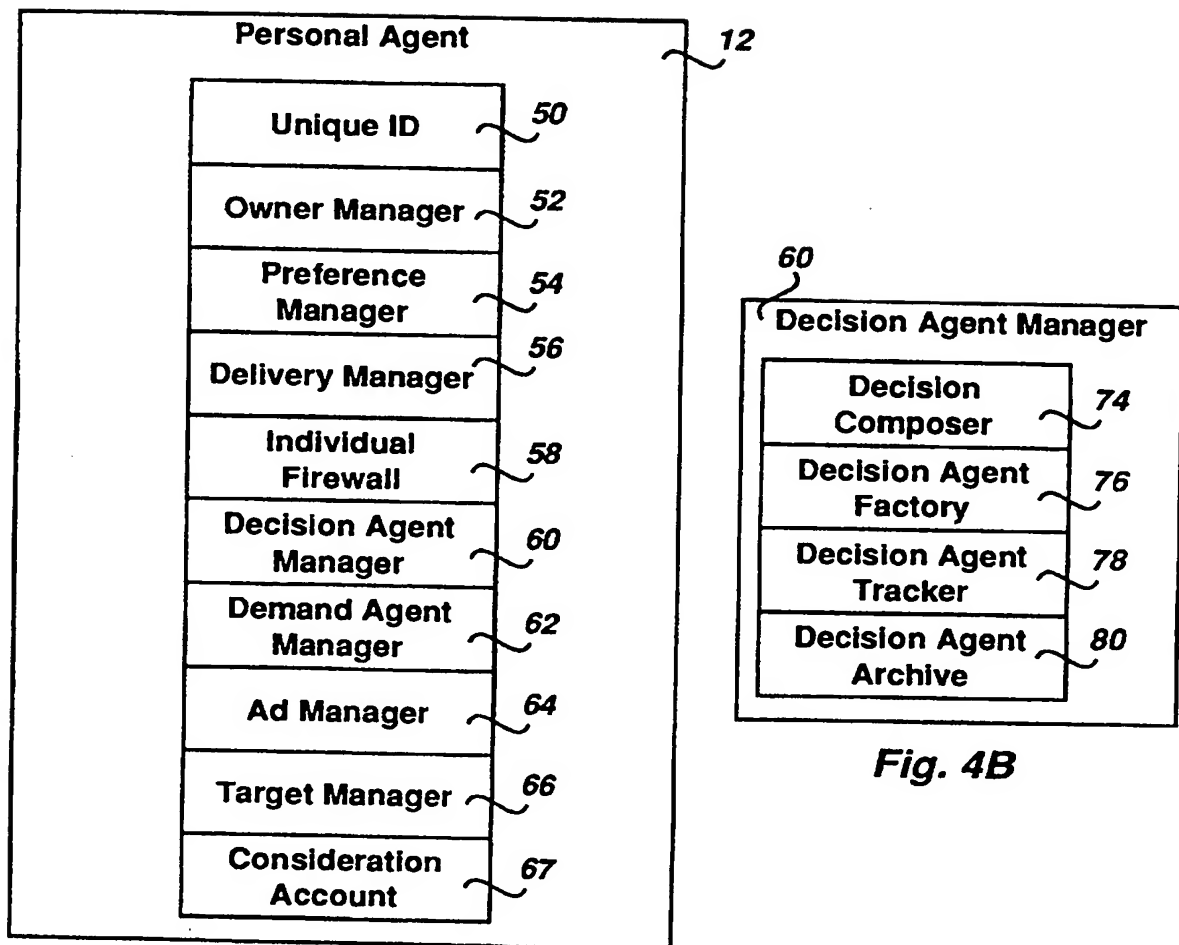 Personal Agent
12
Unique ID
50
Owner Manager
52
Preference
Manager
54
Delivery Manager
56
Individual
Firewall
58
Decision Agent
Manager
60
Demand Agent
Manager
62
Ad Manager
64
Target Manager
66
Consideration
Account
67
60
Decision Agent Manager
Decision
Composer
74
Decision Agent
Factory
76
Decision Agent
Tracker
78
Decision Agent
Archive
80
Fig. 4B